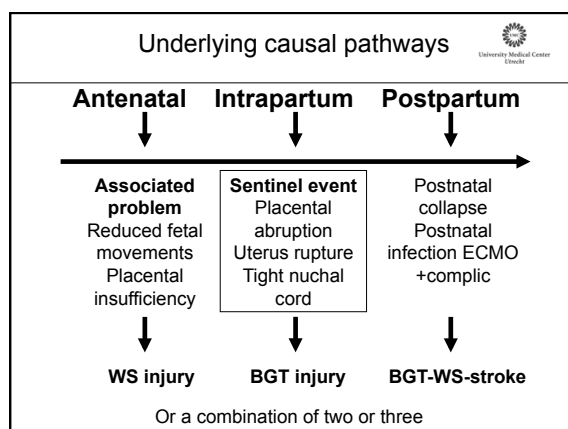 Underlying causal pathways
UMC
University Medical Center
Utrecht
Antenatal Intrapartum Postpartum
Associated
problem
Reduced fetal
movements
Placental
insufficiency
Sentinel event
Placental
abruption
Uterus rupture
Tight nuchal
cord
Postnatal
collapse
Postnatal
infection ECMO
+complic
WS injury BGT injury BGT-WS-stroke
Or a combination of two or three